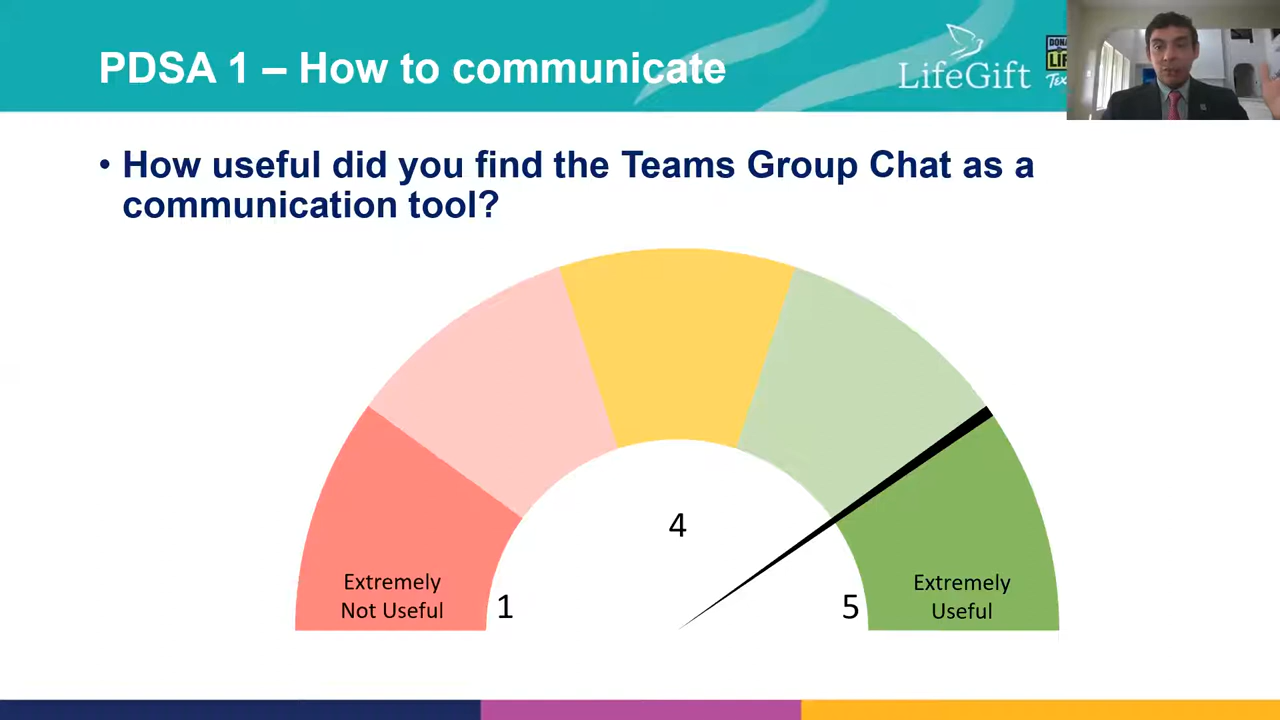 PDSA 1 – How to communicate
LifeGift
• How useful did you find the Teams Group Chat as a
communication tool?
4
Extremely
Not Useful
1
5
Extremely
Useful